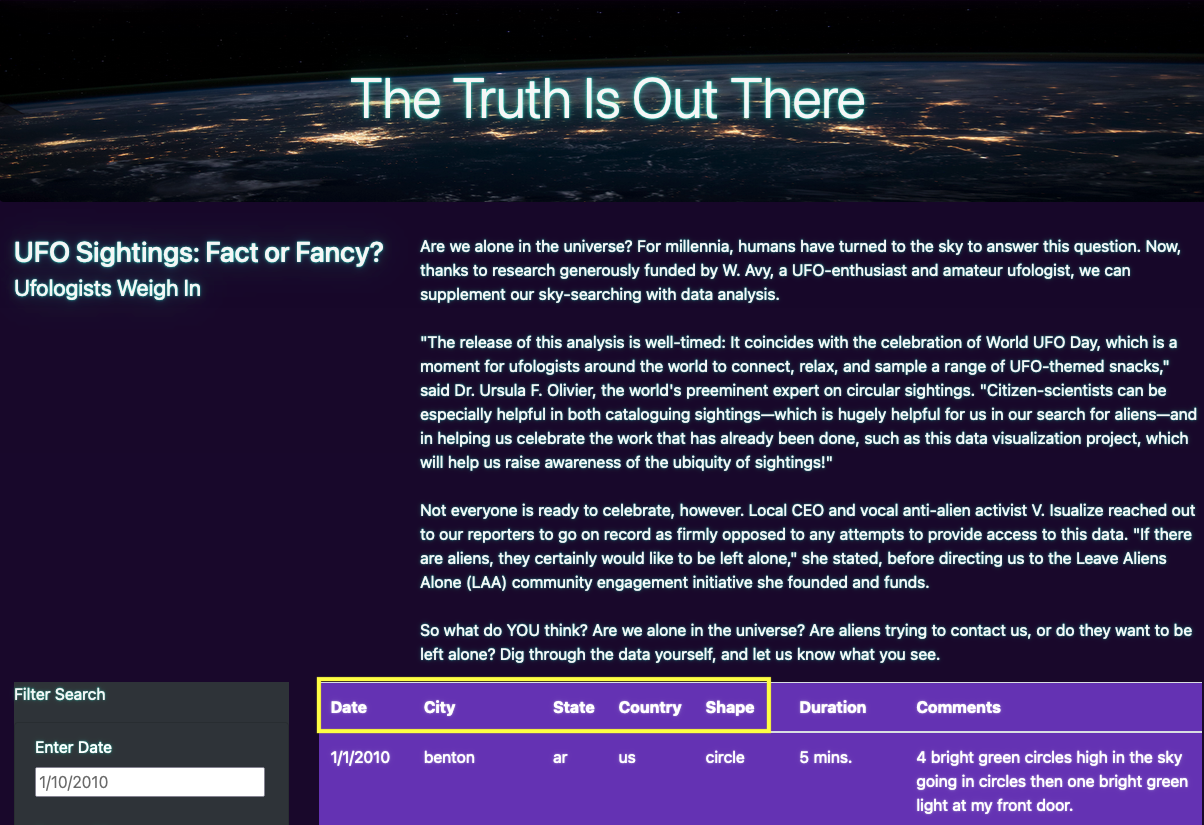 The Truth Is Out There
UFO Sightings: Fact or Fancy?
Ufologists Weigh In
Are we alone in the universe? For millennia, humans have turned to the sky to answer this question. Now,
thanks to research generously funded by W. Avy, a UFO-enthusiast and amateur ufologist, we can
supplement our sky-searching with data analysis.
"The release of this analysis is well-timed: It coincides with the celebration of World UFO Day, which is a
moment for ufologists around the world to connect, relax, and sample a range of UFO-themed snacks,"
said Dr. Ursula F. Olivier, the world's preeminent expert on circular sightings. "Citizen-scientists can be
especially helpful in both cataloguing sightings—which is hugely helpful for us in our search for aliens—and
in helping us celebrate the work that has already been done, such as this data visualization project, which
will help us raise awareness of the ubiquity of sightings!"
Not everyone is ready to celebrate, however. Local CEO and vocal anti-alien activist V. Isualize reached out
to our reporters to go on record as firmly opposed to any attempts to provide access to this data. "If there
are aliens, they certainly would like to be left alone," she stated, before directing us to the Leave Aliens
Alone (LAA) community engagement initiative she founded and funds.
So what do YOU think? Are we alone in the universe? Are aliens trying to contact us, or do they want to be
left alone? Dig through the data yourself, and let us know what you see.
Filter Search
Enter Date
1/10/2010
Date City State Country Shape Duration Comments
1/1/2010 benton ar us circle 5 mins. 4 bright green circles high in the sky
going in circles then one bright green
light at my front door.